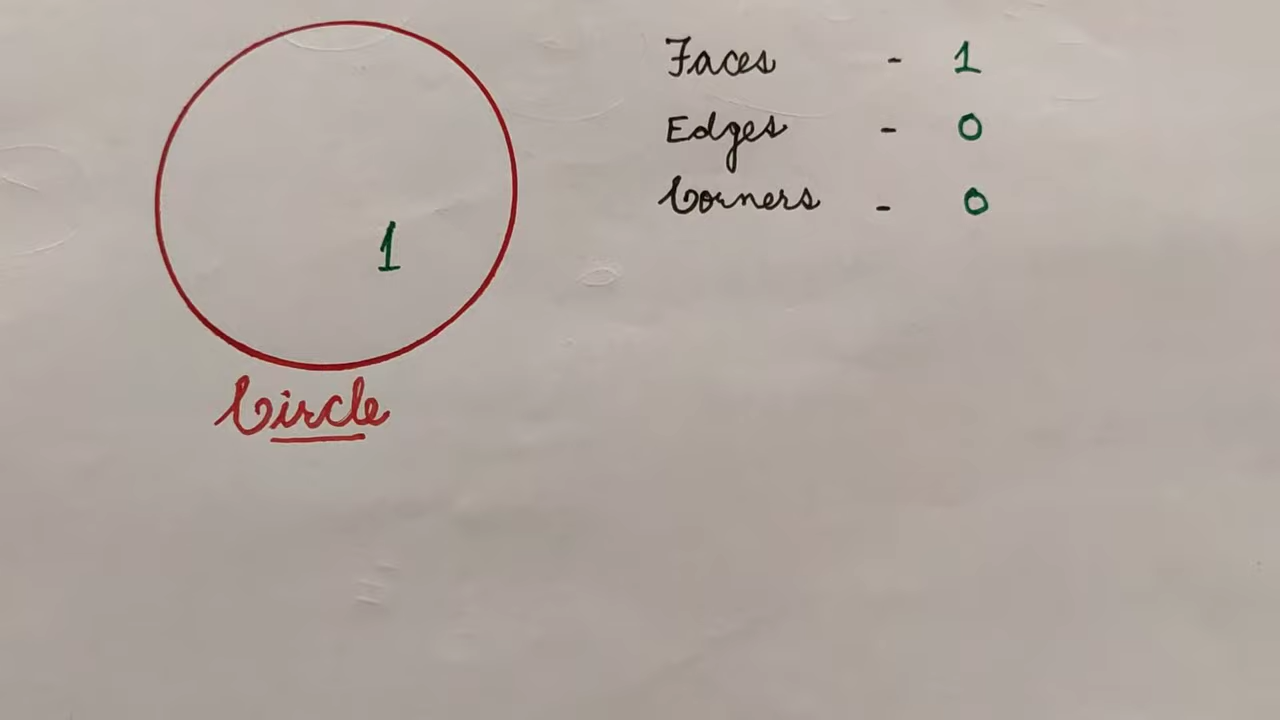 Faces - 1
Edges - 0
Corners - 0
1
Circle